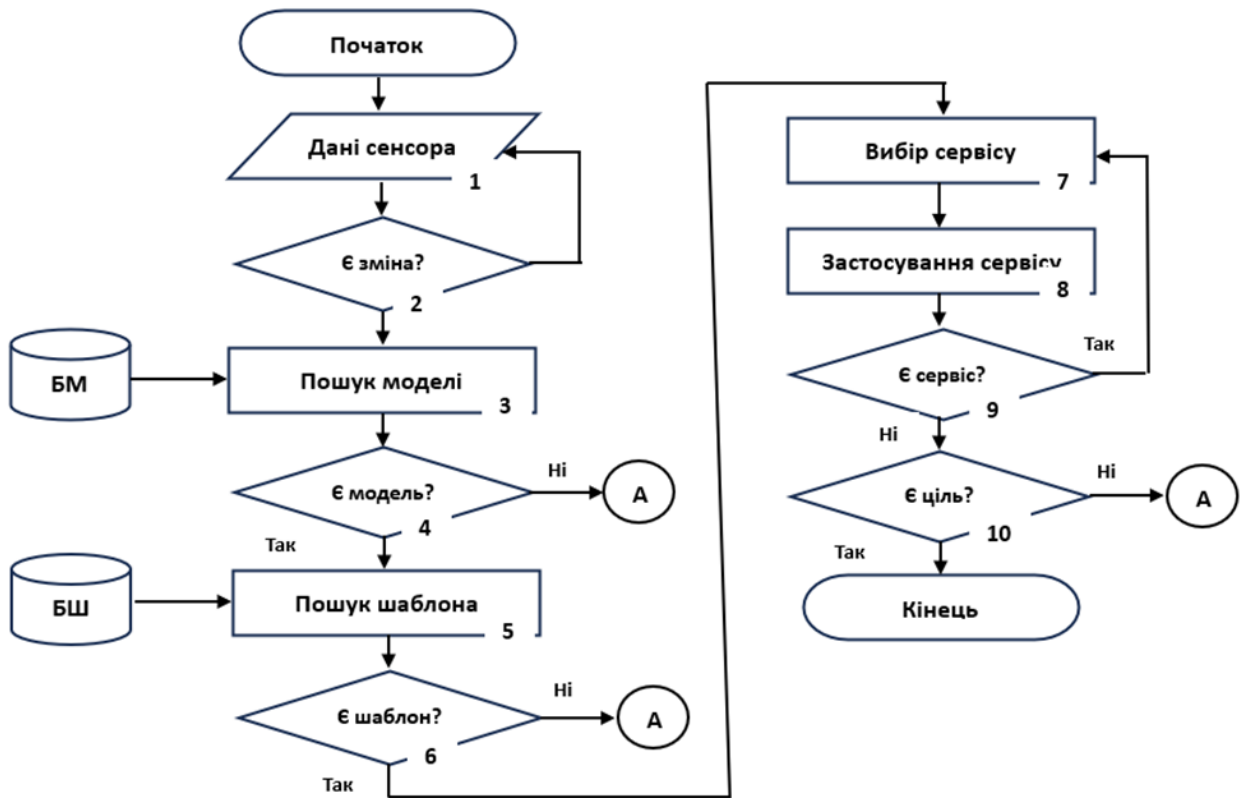 Початок
Дані сенсора
1
Є зміна?
2
БМ
Пошук моделі
3
Є модель?
Ні
А
4
Так
БШ
Пошук шаблона
5
Є шаблон?
Ні
А
6
Так
Вибір сервісу
7
Застосування сервісу
8
Є сервіс?
Так
9
Ні
Є ціль?
Ні
А
10
Так
Кінець